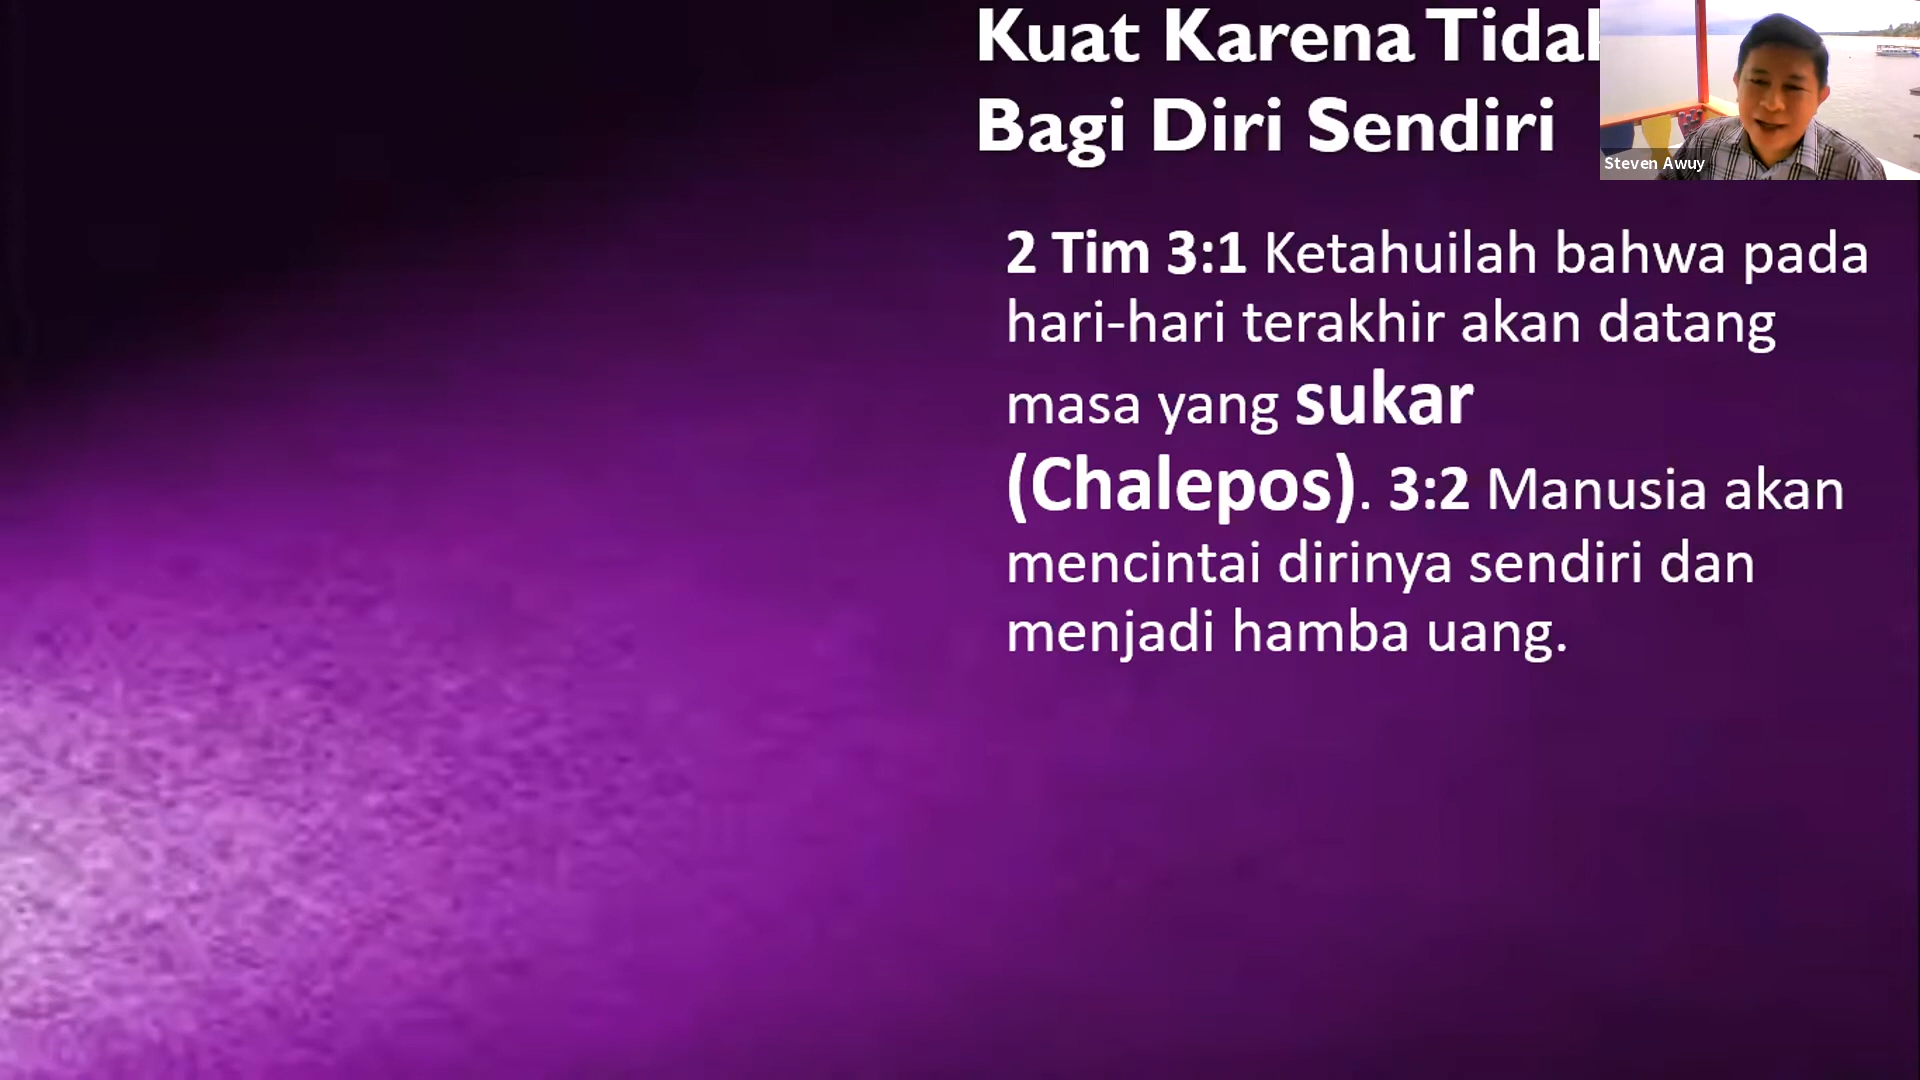 Kuat Karena
Bagi Diri Sendiri
Steven Awuy
2 Tim 3:1 Ketahuilah bahwa pada
hari-hari terakhir akan datang
masa yang sukar
(Chalepos). 3:2 Manusia akan
mencintai dirinya sendiri dan
menjadi hamba uang.